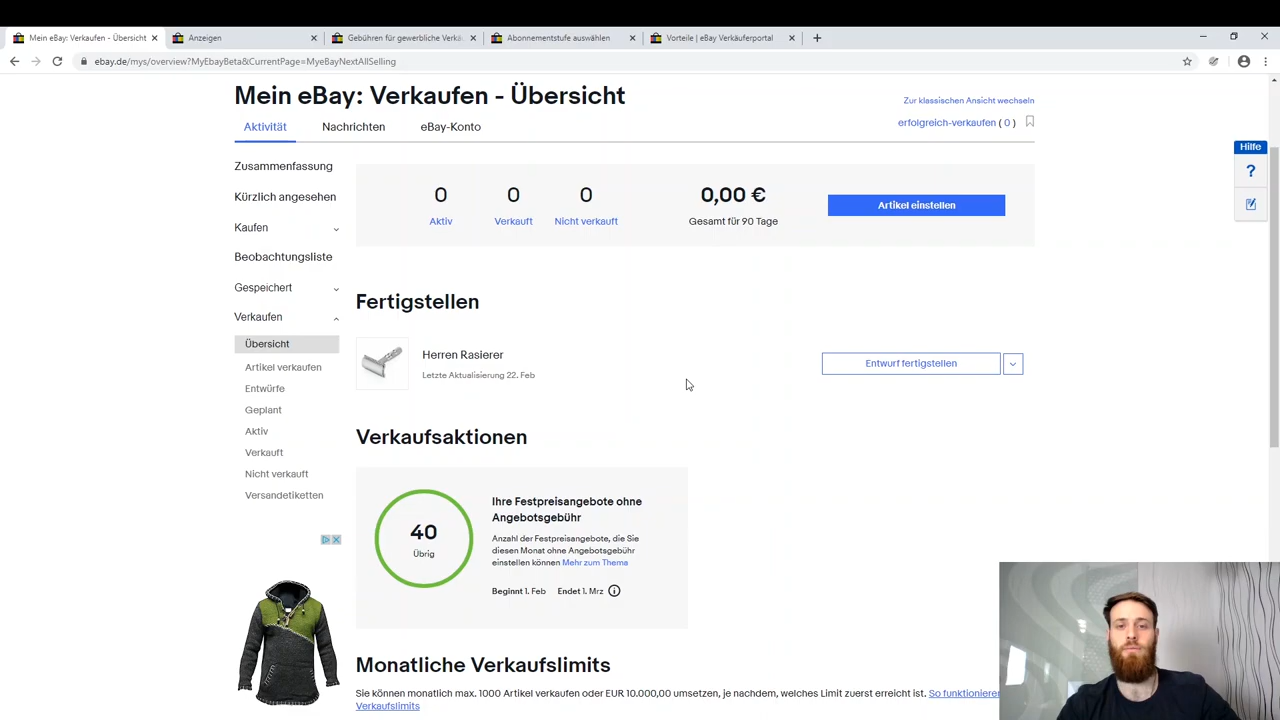 Mein eBay: Verkaufen - Übersicht
Anzeigen
Gebühren für gewerbliche Verkä
Abonnementstufe auswählen
Vorteile | eBay Verkäuferportal
ebay.de/mys/overview?MyEbayBeta&CurrentPage=MyeBayNextAllSelling
Mein eBay: Verkaufen - Übersicht
Zur klassischen Ansicht wechseln
Aktivität
Nachrichten
eBay-Konto
erfolgreich-verkaufen ( 0 )
Hilfe
?
Zusammenfassung
Kürzlich angesehen
Kaufen
Beobachtungsliste
Gespeichert
Verkaufen
Übersicht
Artikel verkaufen
Entwürfe
Geplant
Aktiv
Verkauft
Nicht verkauft
Versandetiketten
0
Aktiv
0
Verkauft
0
Nicht verkauft
0,00 €
Gesamt für 90 Tage
Artikel einstellen
Fertigstellen
Herren Rasierer
Letzte Aktualisierung 22. Feb
Entwurf fertigstellen
Verkaufsaktionen
40
Übrig
Ihre Festpreisangebote ohne
Angebotsgebühr
Anzahl der Festpreisangebote, die Sie
diesen Monat ohne Angebotsgebühr
einstellen können Mehr zum Thema
Beginnt 1. Feb Endet 1. Mrz
Monatliche Verkaufslimits
Sie können monatlich max. 1000 Artikel verkaufen oder EUR 10.000,00 umsetzen, je nachdem, welches Limit zuerst erreicht ist. So funktionieren
Verkaufslimits